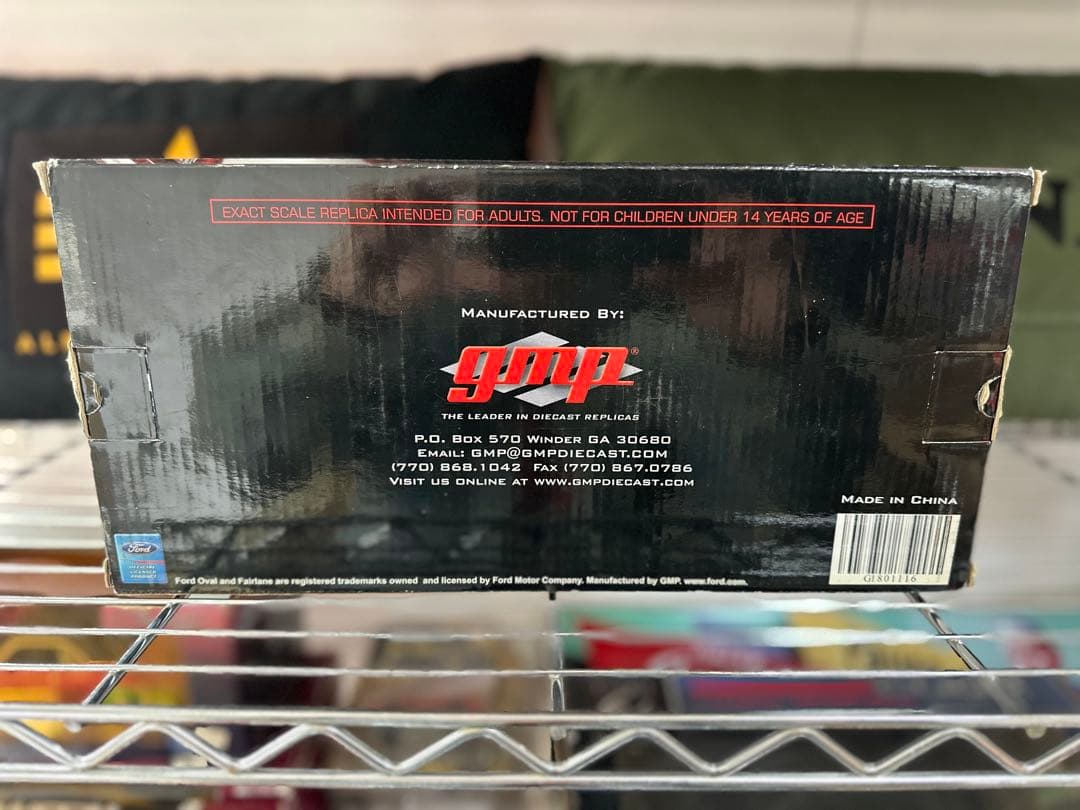 EXACT SCALE REPLICA INTENDED FOR ADULTS. NOT FOR CHILDREN UNDER 14 YEARS OF AGE
MANUFACTURED BY:
gmp®
THE LEADER IN DIECAST REPLICAS
P.O. BOX 570 WINDER GA 30680
EMAIL: GMP@GMPDIECAST.COM
(770) 868.1042 FAX (770) 867.0786
VISIT US ONLINE AT WWW.GMPDIECAST.COM
MADE IN CHINA
G1801116
Ford
OFFICIAL
LICENSED
PRODUCT
Ford Oval and Fairlane are registered trademarks owned and licensed by Ford Motor Company. Manufactured by GMP. www.ford.com